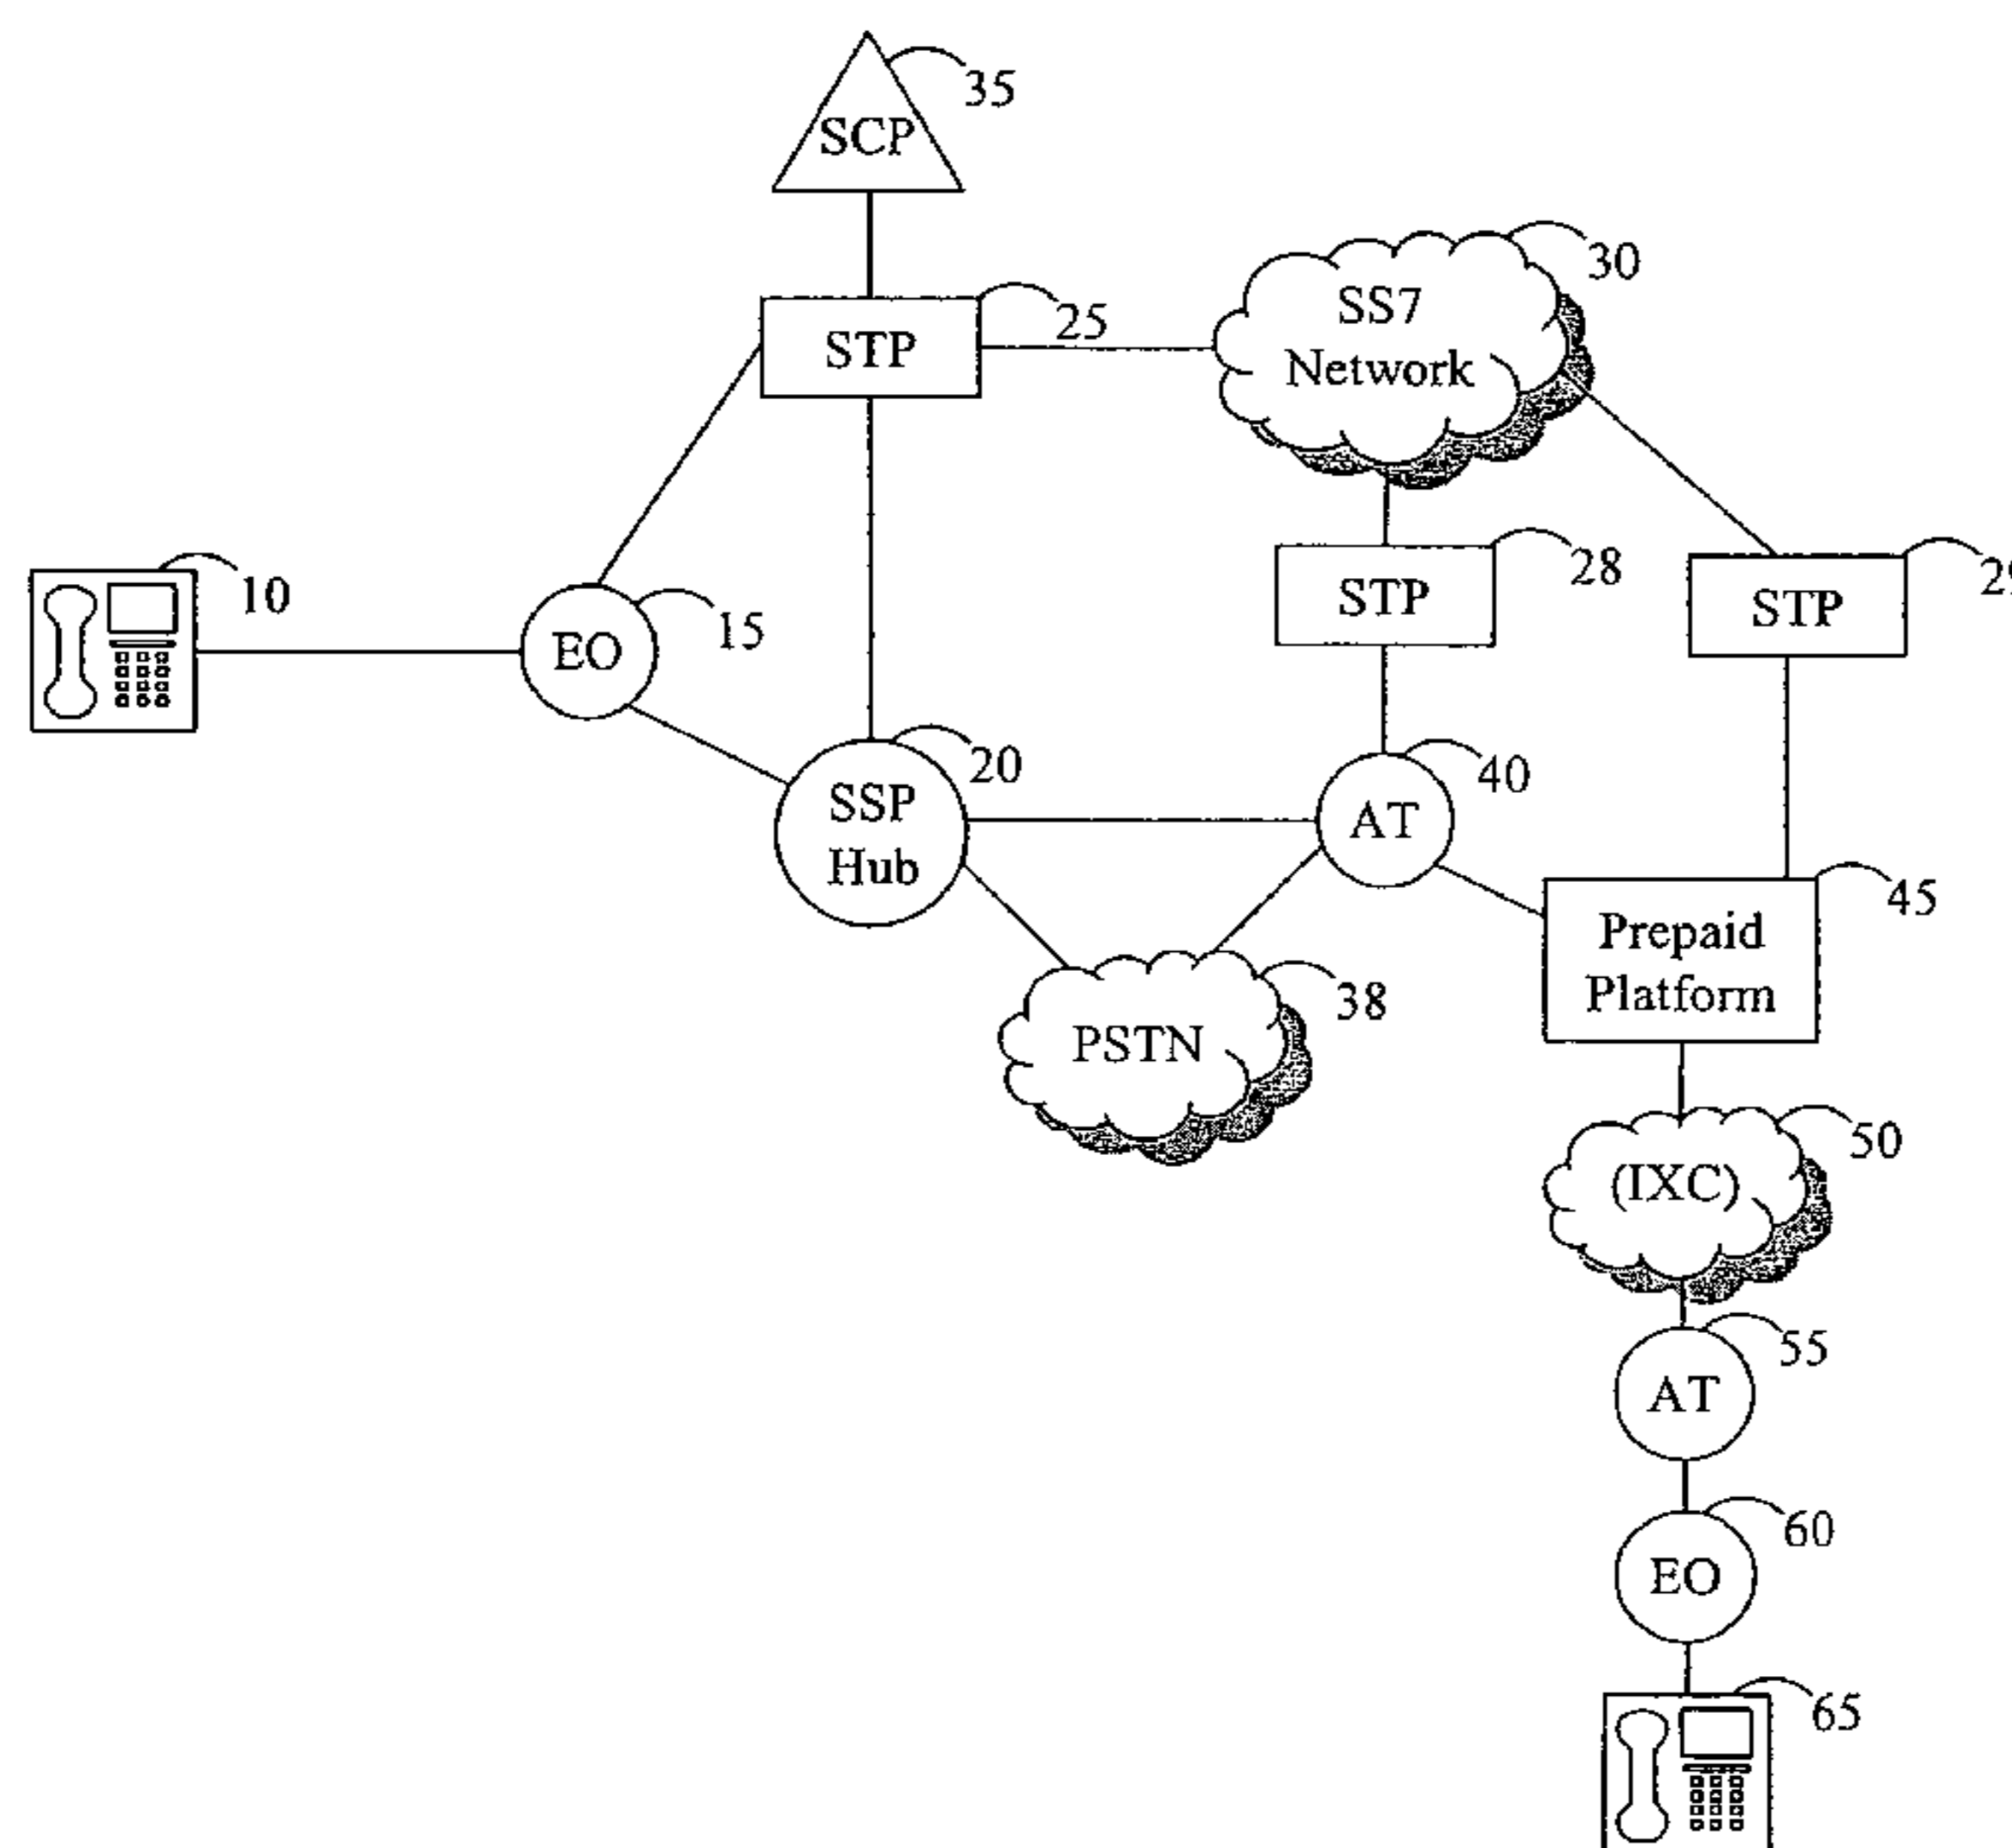 35
SCP
30
SS7
Network
25
STP
10
15
EO
28
STP
STP
20
SSP
Hub
40
AT
45
Prepaid
Platform
38
PSTN
50
(IXC)
55
AT
60
EO
65